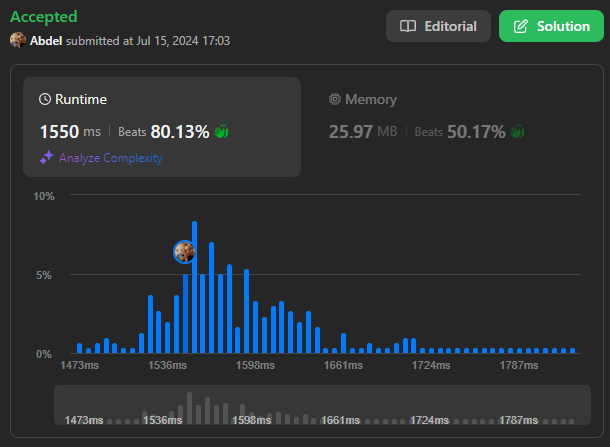 Accepted
Editorial
Solution
Abdel submitted at Jul 15, 2024 17:03
Runtime
1550 ms | Beats 80.13%
Analyze Complexity
Memory
25.97 MB | Beats 50.17%
10%
5%
0%
1473ms 1536ms 1598ms 1661ms 1724ms 1787ms
1473ms 1536ms 1598ms 1661ms 1724ms 1787ms